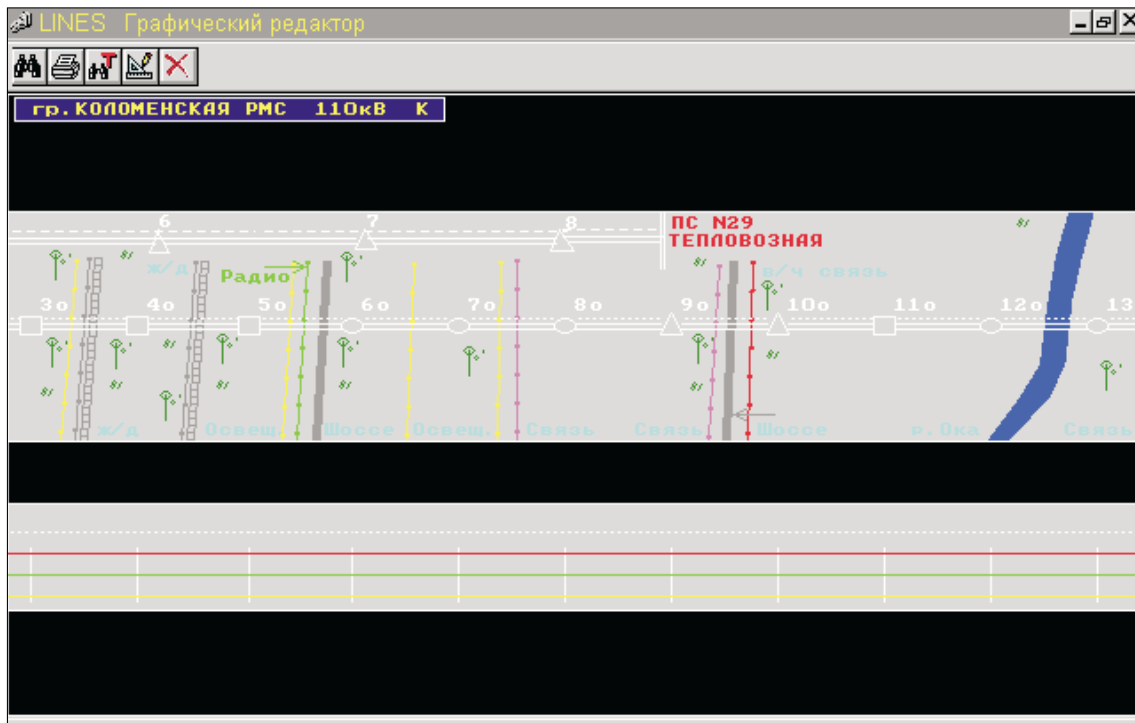 LINES Графический редактор
гр.КОЛОМЕНСКАЯ РМС 110кВ К
6 7 8 ПС N29
ТЕПЛОВОЗНАЯ
ж/д Радио в/ч связь
3о 4о 5о 6о 7о 8о 9о 10о 11о 12о 13
ж/д Освещ. Шоссе Освещ. Связь Связь Шоссе р.Ока Связь